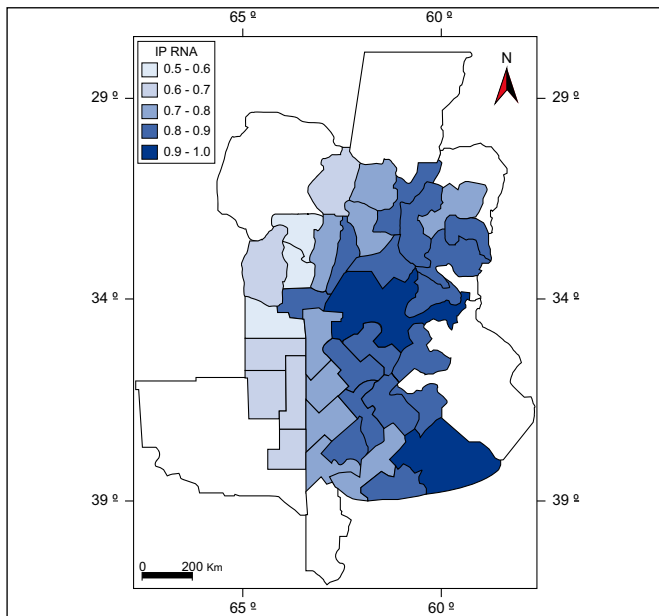 65 º 60 º
IP RNA
0.5 - 0.6
0.6 - 0.7
0.7 - 0.8
0.8 - 0.9
0.9 - 1.0
N
29 º 29 º
34 º 34 º
39 º 39 º
0 200 Km
65 º 60 º